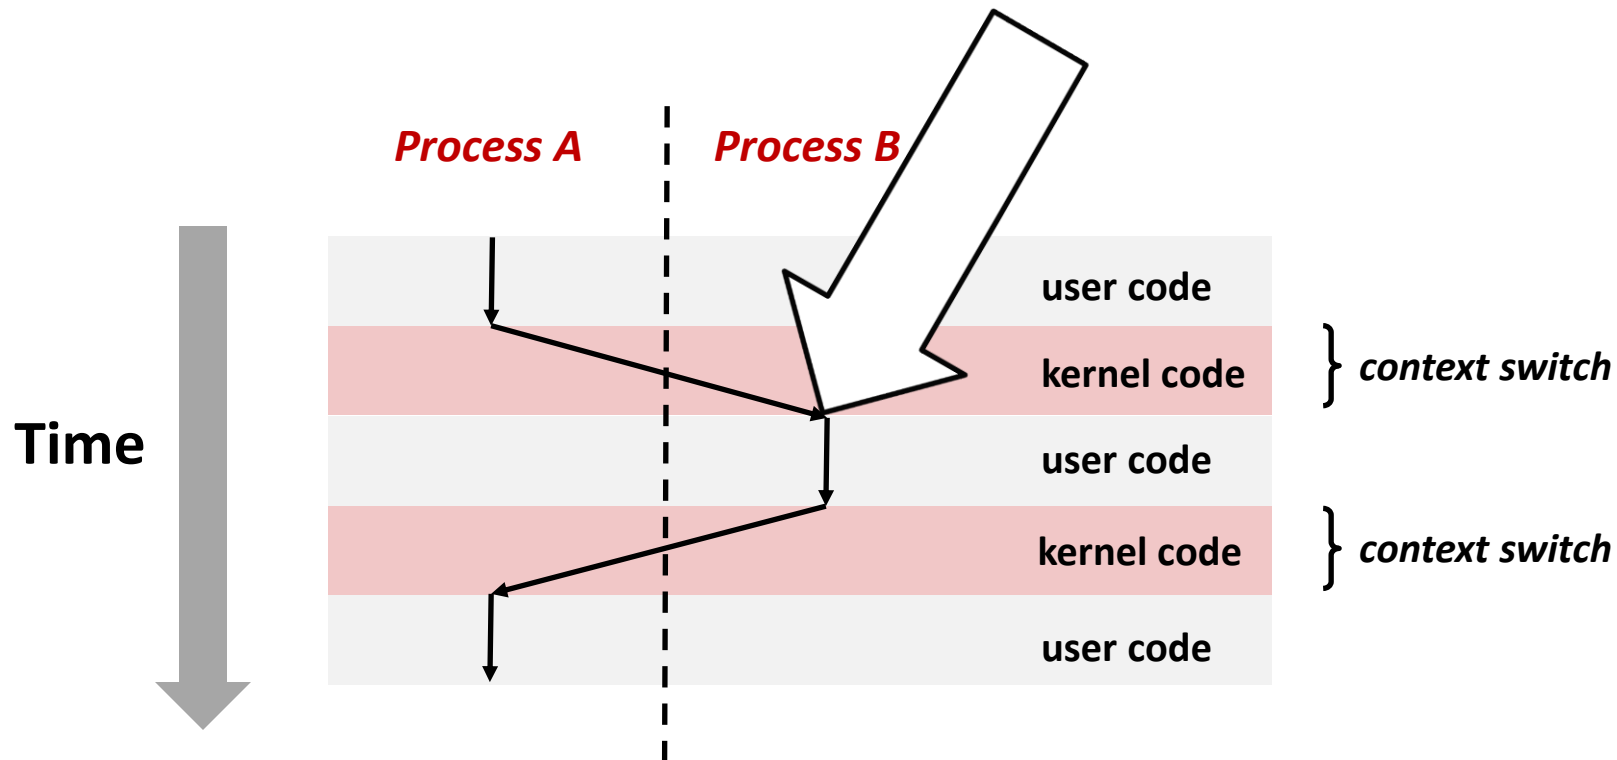 Process A
Process B
user code
kernel code
context switch
Time
user code
kernel code
context switch
user code